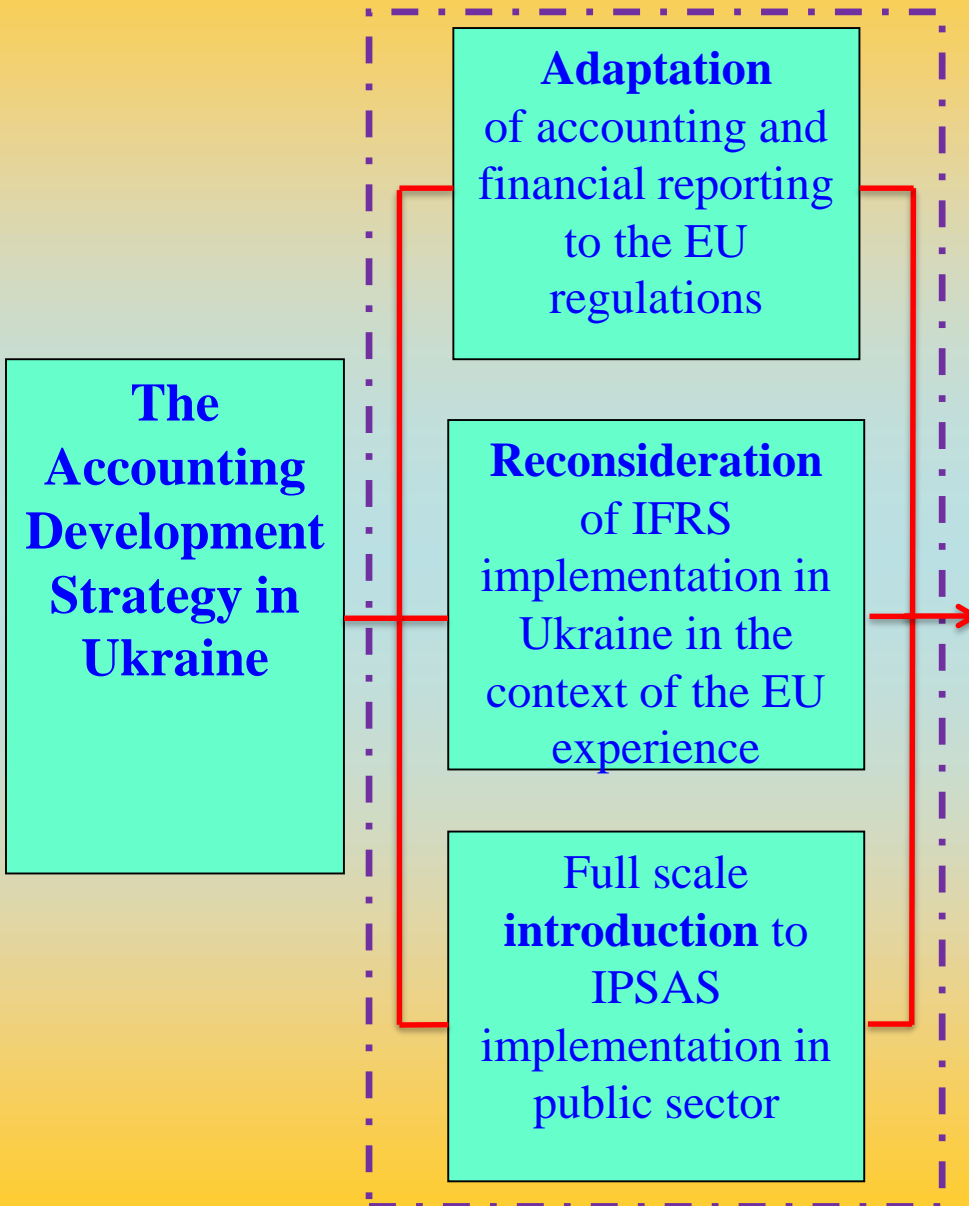 The
Accounting
Development
Strategy in
Ukraine
Adaptation
of accounting and
financial reporting
to the EU
regulations
Reconsideration
of IFRS
implementation in
Ukraine in the
context of the EU
experience
Full scale
introduction to
IPSAS
implementation in
public sector